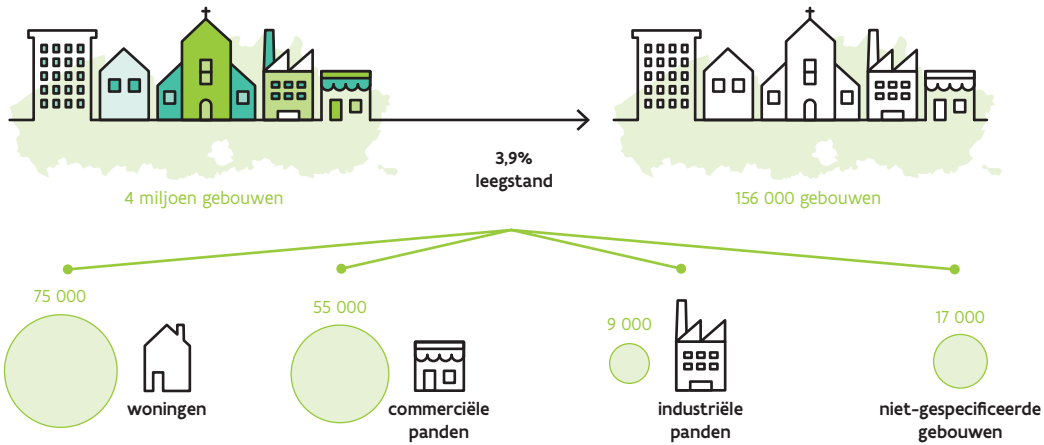 3,9%
leegstand
4 miljoen gebouwen
156 000 gebouwen
75 000
55 000
9 000
17 000
woningen
commerciële
panden
industriële
panden
niet-gespecificeerde
gebouwen